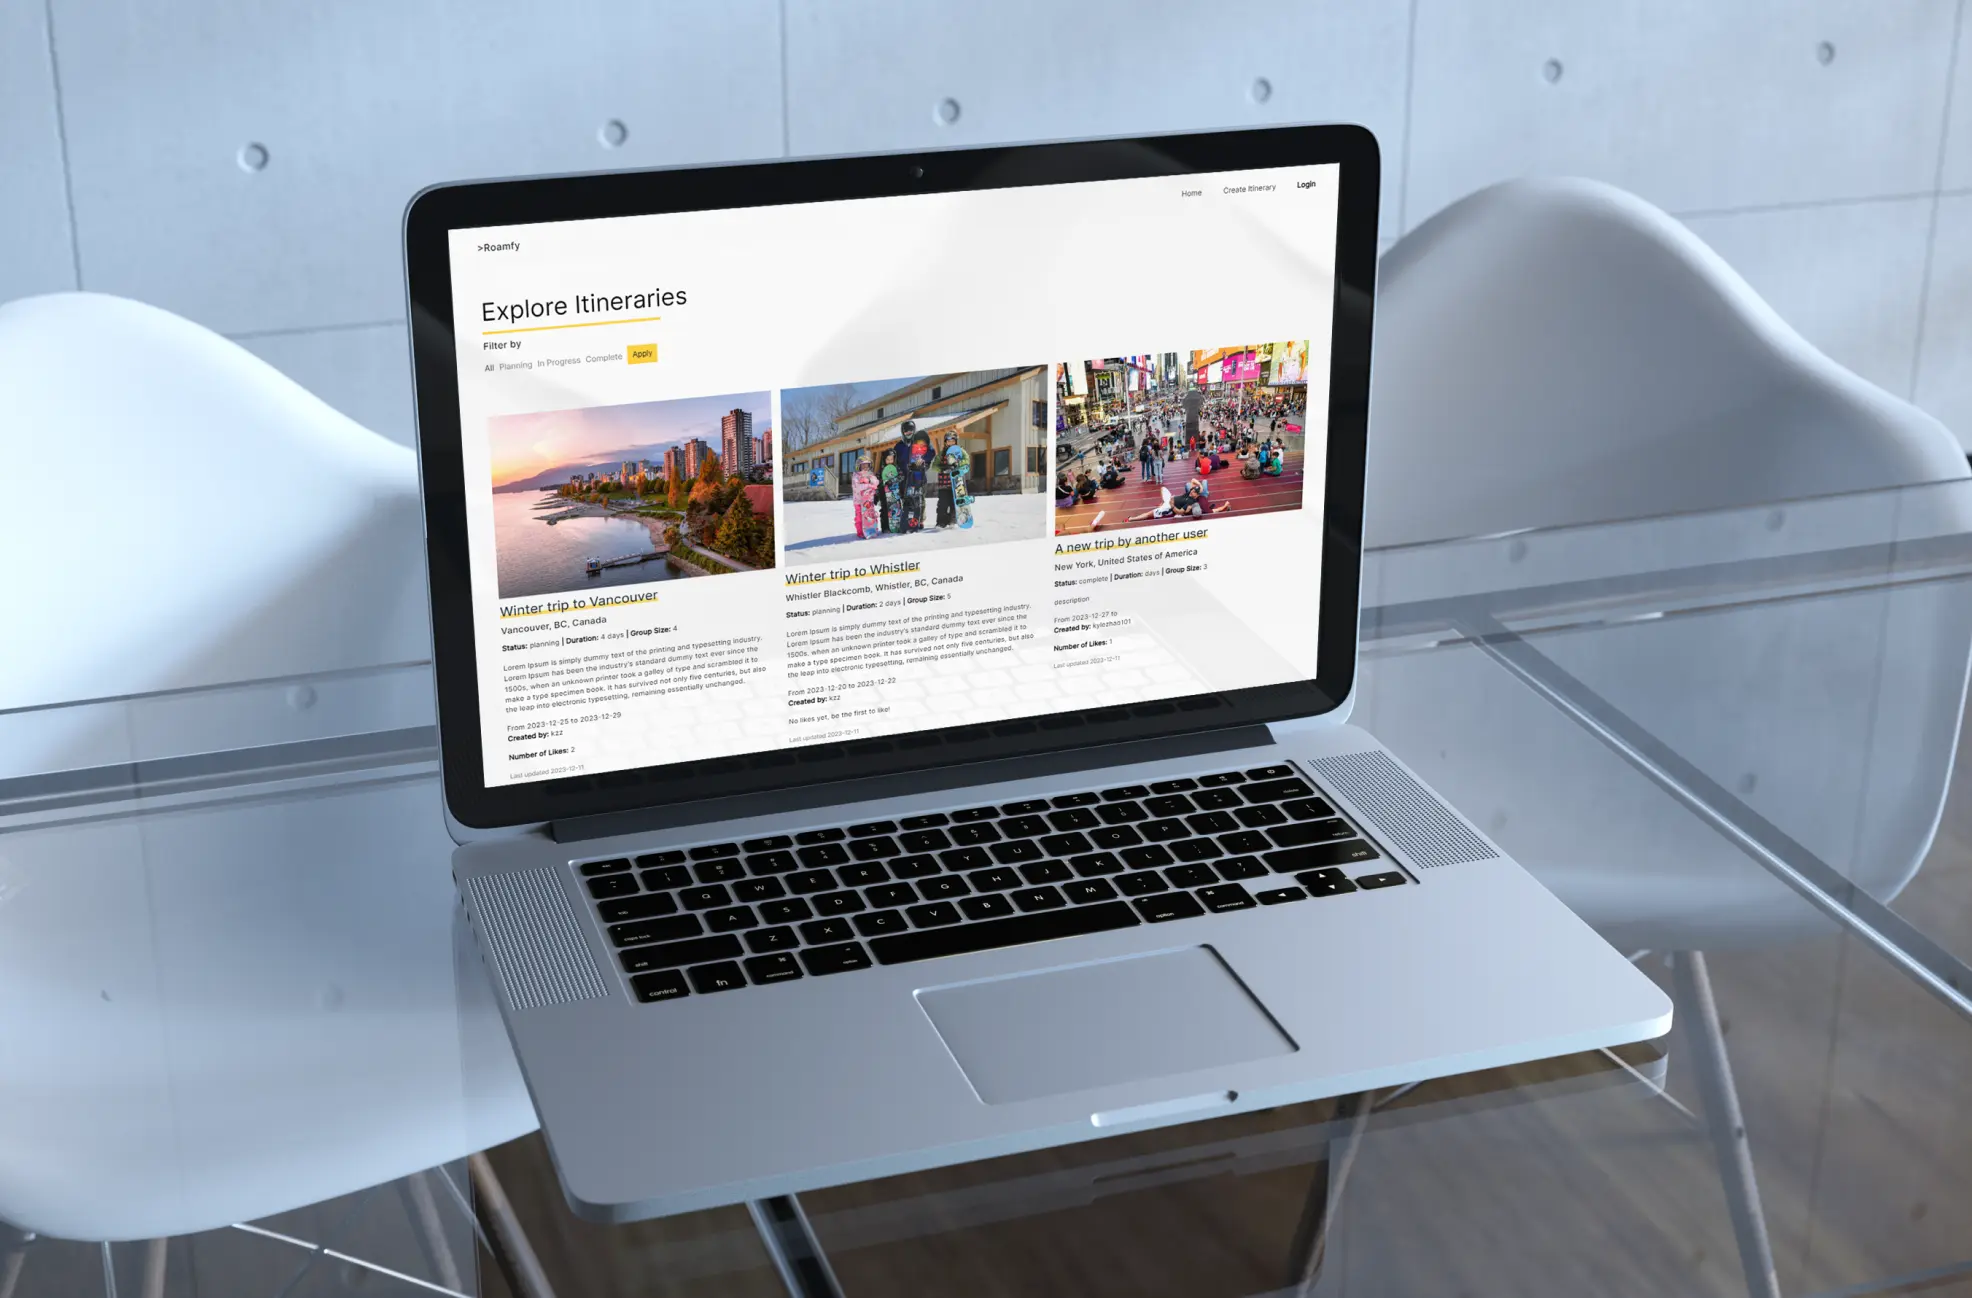 Home Create Itinerary Login
>Roamfy
Explore Itineraries
Filter by
All Planning In Progress Complete Apply
Winter trip to Vancouver
Vancouver, BC, Canada
Status: planning | Duration: 4 days | Group Size: 4
Lorem Ipsum is simply dummy text of the printing and typesetting industry.
Lorem Ipsum has been the industry's standard dummy text ever since the
1500s, when an unknown printer took a galley of type and scrambled it to
make a type specimen book. It has survived not only five centuries, but also
the leap into electronic typesetting, remaining essentially unchanged.
From 2023-12-25 to 2023-12-29
Created by: kzz
Number of Likes: 2
Last updated 2023-12-11
Winter trip to Whistler
Whistler Blackcomb, Whistler, BC, Canada
Status: planning | Duration: 2 days | Group Size: 5
Lorem Ipsum is simply dummy text of the printing and typesetting industry.
Lorem Ipsum has been the industry's standard dummy text ever since the
1500s, when an unknown printer took a galley of type and scrambled it to
make a type specimen book. It has survived not only five centuries, but also
the leap into electronic typesetting, remaining essentially unchanged.
From 2023-12-20 to 2023-12-22
Created by: kzz
No likes yet, be the first to like!
Last updated 2023-12-11
A new trip by another user
New York, United States of America
Status: complete | Duration: days | Group Size: 3
description
From 2023-12-27 to
Created by: kylezhao101
Number of Likes: 1
Last updated 2023-12-11
Q W E R T Y U I O P
A S D F G H J K L
shift Z X C V B N M shift
control fn command command option